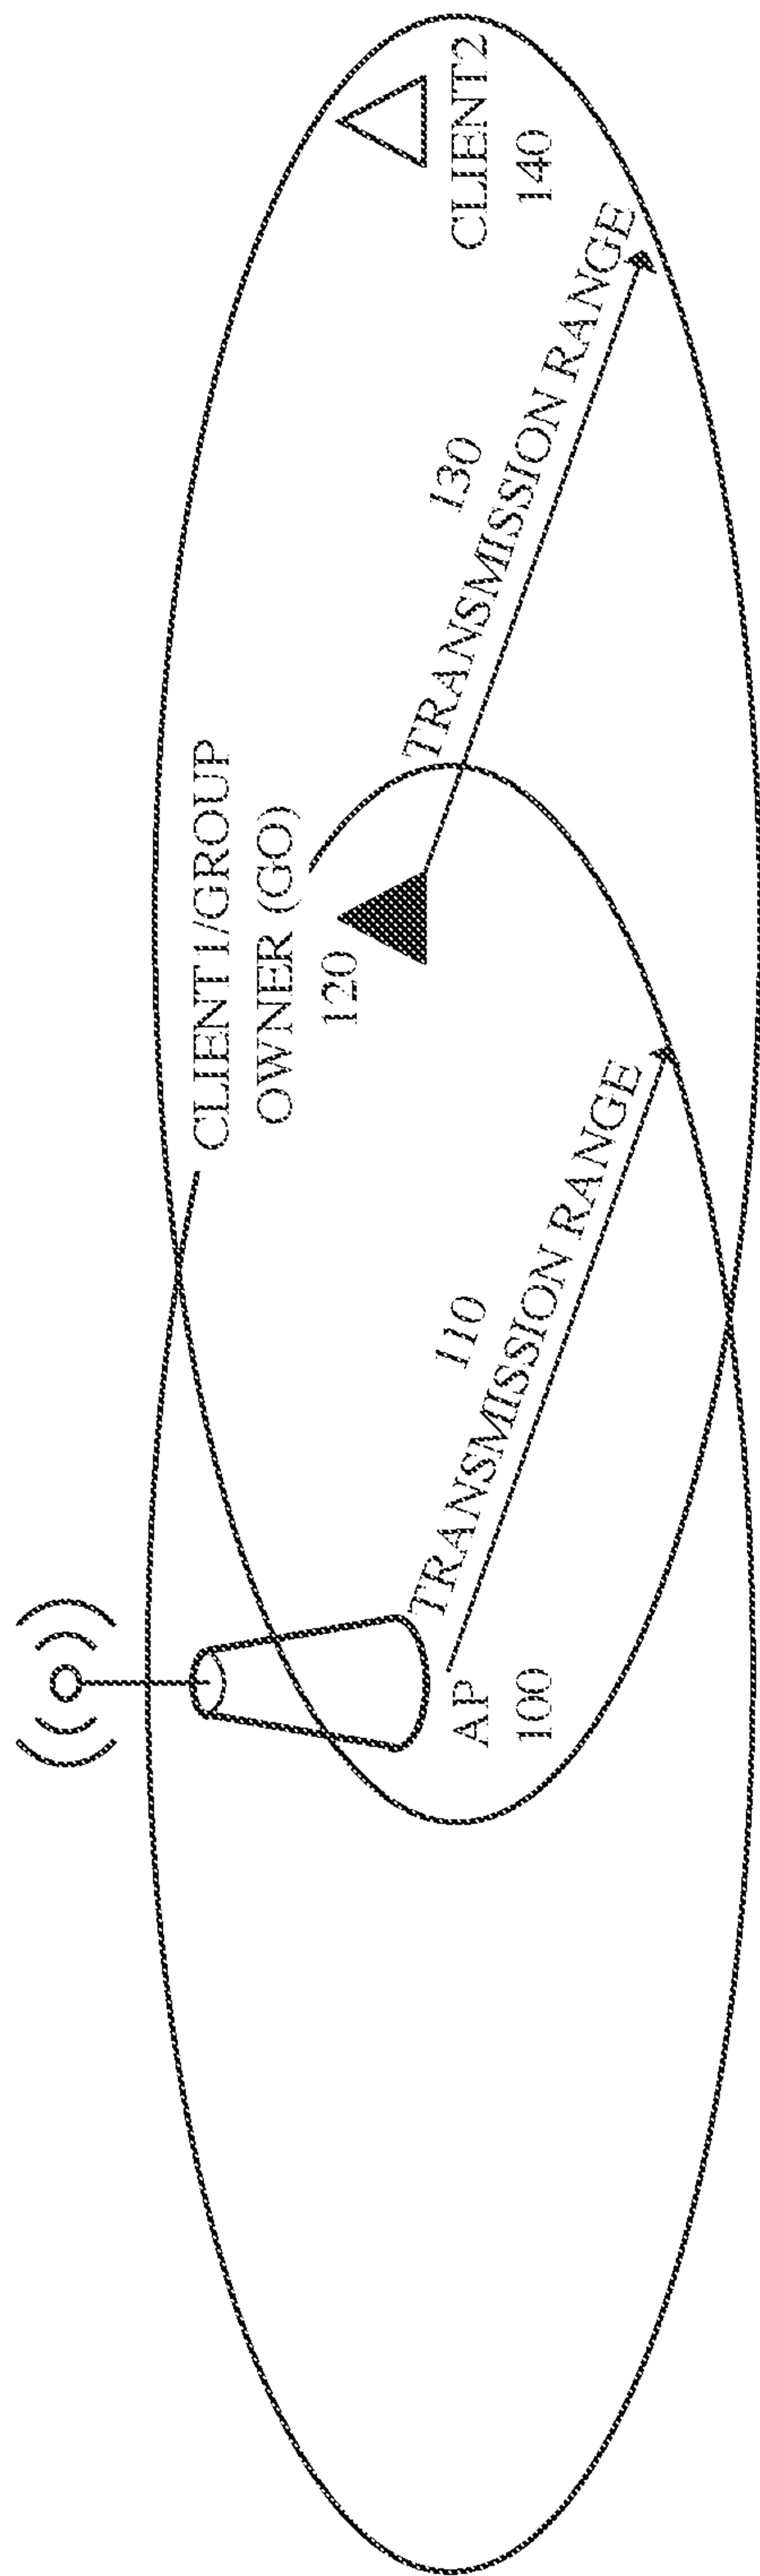 CLIENT1/GROUP
OWNER (GO)
120
110
TRANSMISSION RANGE
130
TRANSMISSION RANGE
AP
100
CLIENT2
140